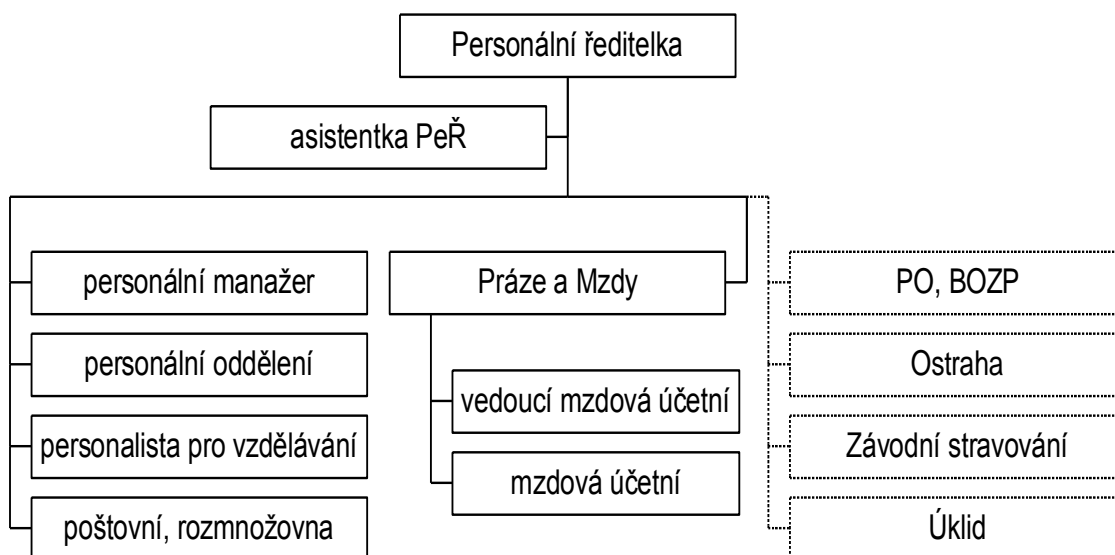 Personální ředitelka
asistentka PeŘ
personální manažer
personální oddělení
personalista pro vzdělávání
poštovní, rozmnožovna
Práze a Mzdy
vedoucí mzdová účetní
mzdová účetní
PO, BOZP
Ostraha
Závodní stravování
Úklid